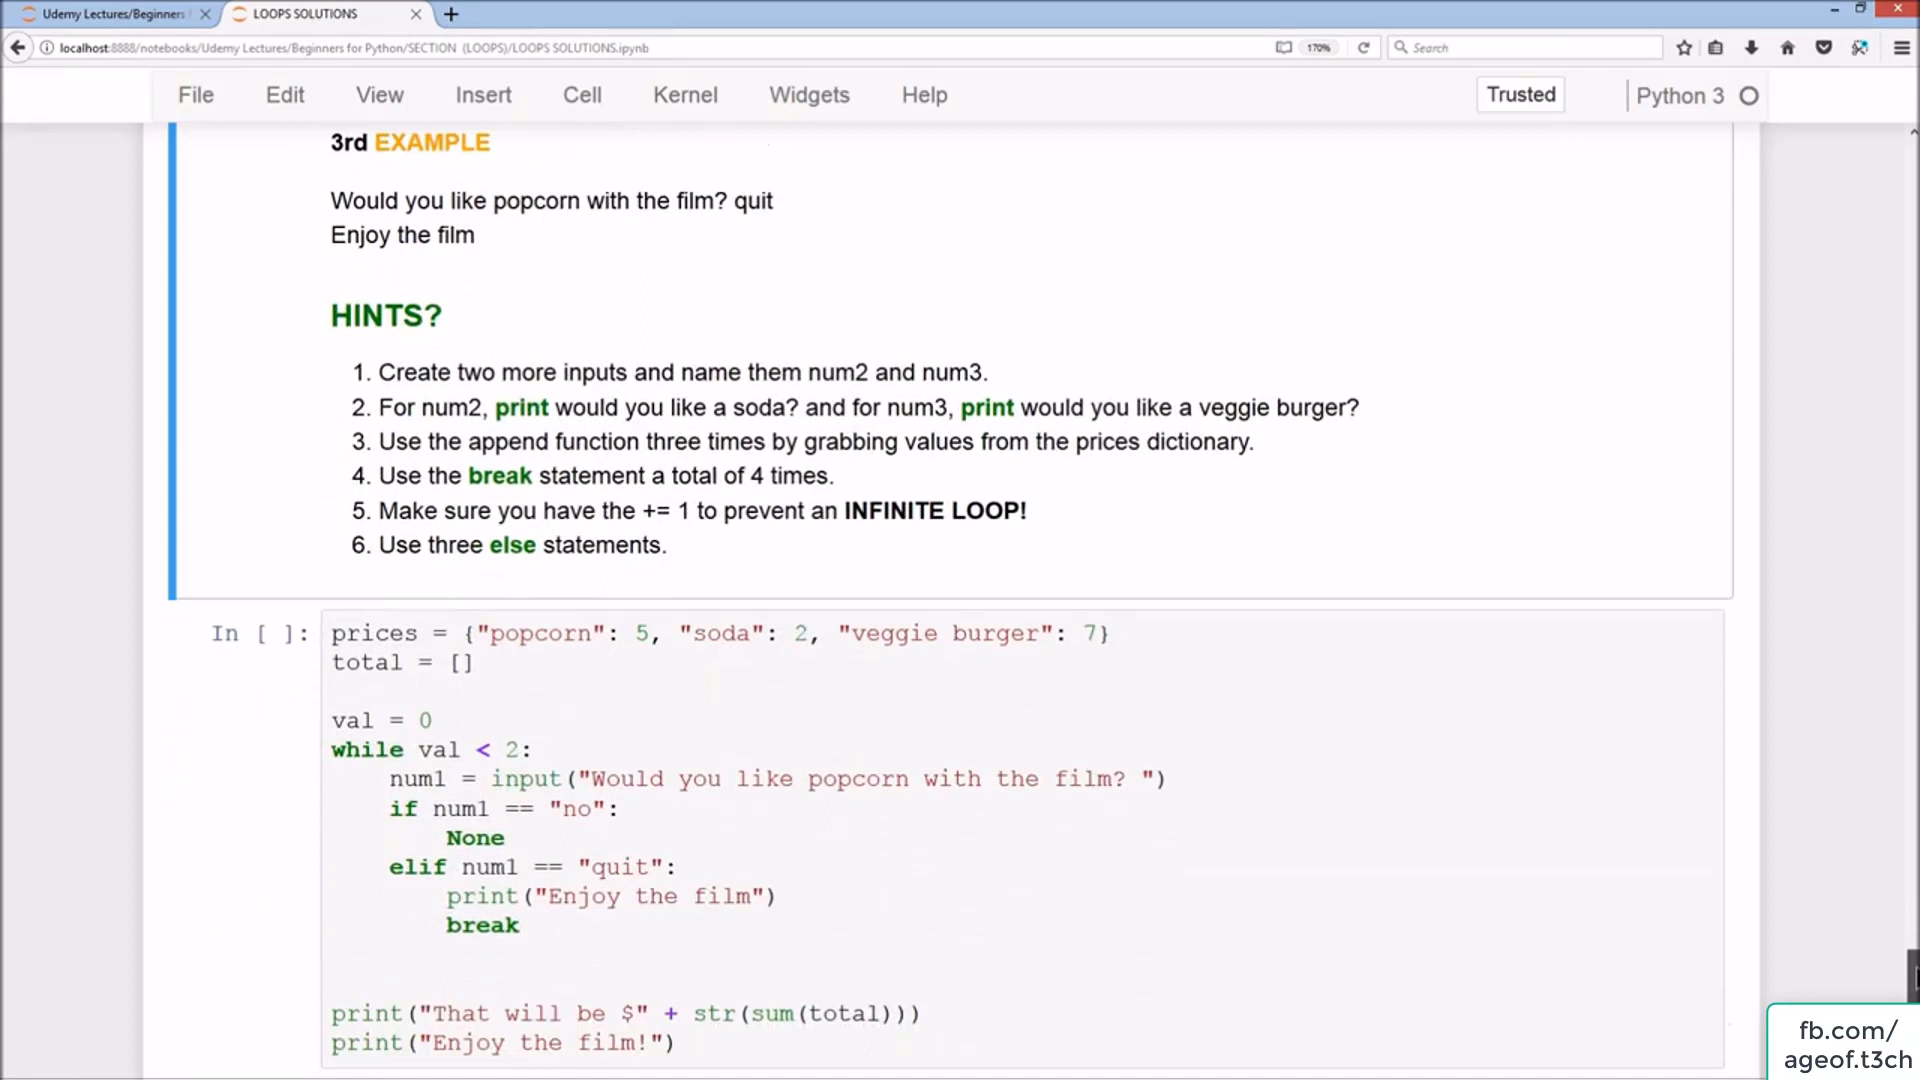 Udemy Lectures/Beginners
LOOPS SOLUTIONS
localhost:8888/notebooks/Udemy Lectures/Beginners for Python/SECTION (LOOPS)/LOOPS SOLUTIONS.ipynb
170%
Search
File Edit View Insert Cell Kernel Widgets Help
Trusted
Python 3
3rd EXAMPLE
Would you like popcorn with the film? quit
Enjoy the film
HINTS?
1. Create two more inputs and name them num2 and num3.
2. For num2, print would you like a soda? and for num3, print would you like a veggie burger?
3. Use the append function three times by grabbing values from the prices dictionary.
4. Use the break statement a total of 4 times.
5. Make sure you have the += 1 to prevent an INFINITE LOOP!
6. Use three else statements.
In [ ]: prices = {"popcorn": 5, "soda": 2, "veggie burger": 7}
total = []
val = 0
while val < 2:
    num1 = input("Would you like popcorn with the film? ")
    if num1 == "no":
        None
    elif num1 == "quit":
        print("Enjoy the film")
        break
print("That will be $" + str(sum(total)))
print("Enjoy the film!")
fb.com/
ageof.t3ch